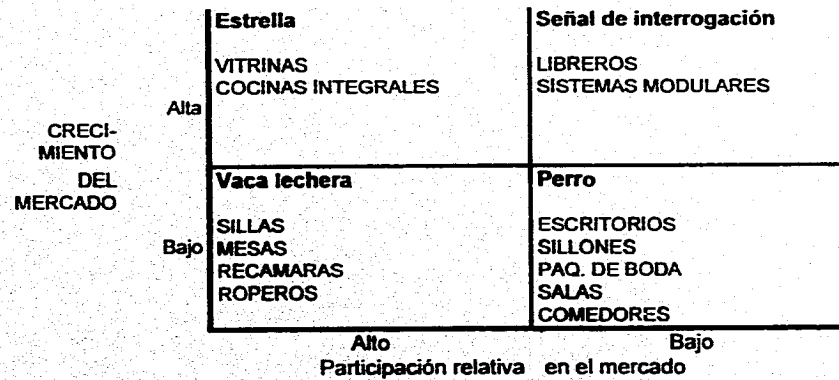 Estrella
VITRINAS
COCINAS INTEGRALES
Señal de interrogación
LIBREROS
SISTEMAS MODULARES
Alta
CRECI-
MIENTO
DEL
MERCADO
Vaca lechera
SILLAS
MESAS
RECAMARAS
ROPEROS
Perro
ESCRITORIOS
SILLONES
PAQ. DE BODA
SALAS
COMEDORES
Bajo
Alto
Bajo
Participación relativa en el mercado